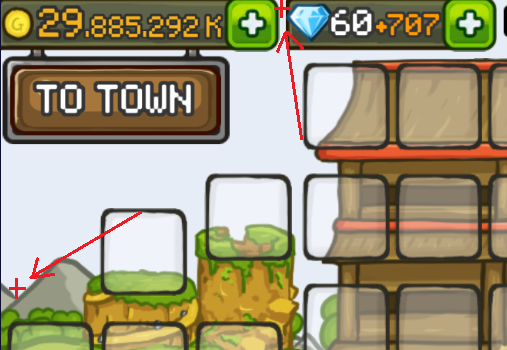 G 29.885.292 K + 60+707 +
TO TOWN